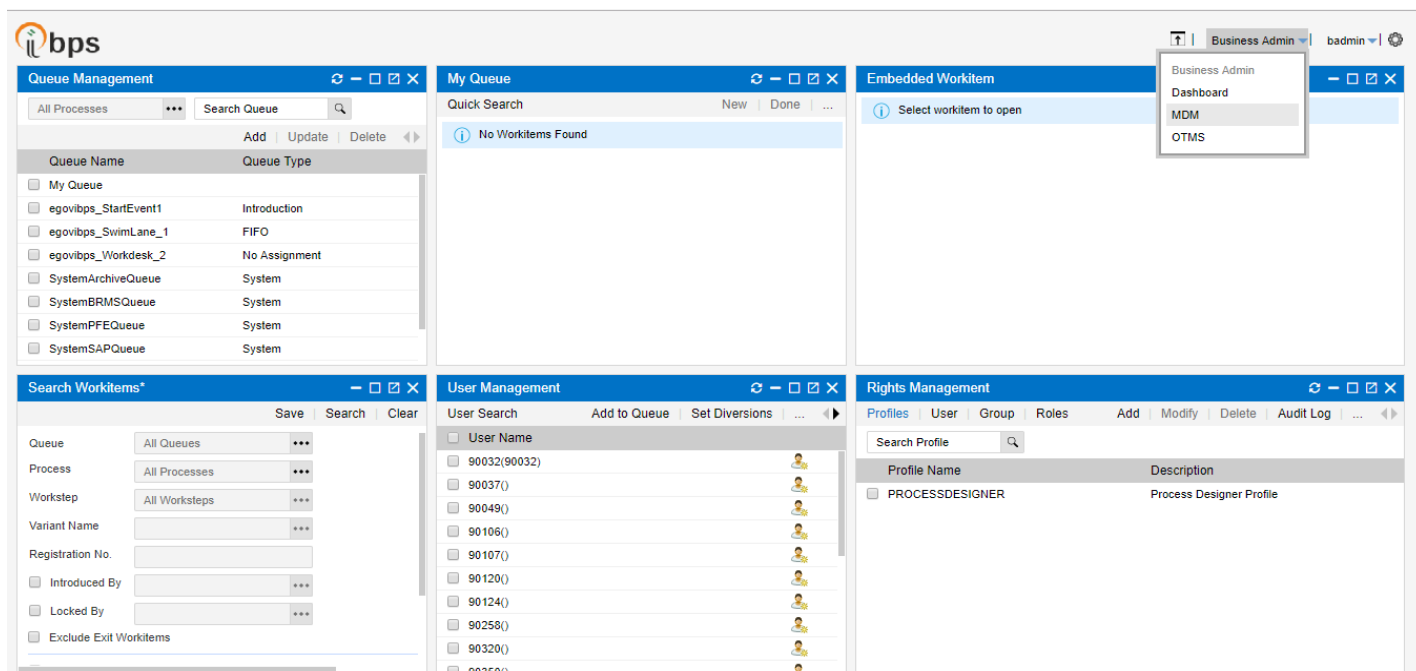 ibps
Business Admin badmin
Business Admin
Dashboard
MDM
OTMS
Queue Management
All Processes ••• Search Queue
Add Update Delete
Queue Name Queue Type
My Queue
egovibps_StartEvent1 Introduction
egovibps_SwimLane_1 FIFO
egovibps_Workdesk_2 No Assignment
SystemArchiveQueue System
SystemBRMSQueue System
SystemPFEQueue System
SystemSAPQueue System
My Queue
Quick Search New Done ...
No Workitems Found
Embedded Workitem
Select workitem to open
Search Workitems*
Save Search Clear
Queue All Queues •••
Process All Processes •••
Workstep All Worksteps •••
Variant Name •••
Registration No.
Introduced By •••
Locked By •••
Exclude Exit Workitems
User Management
User Search Add to Queue Set Diversions ...
User Name
90032(90032)
90037()
90049()
90106()
90107()
90120()
90124()
90258()
90320()
Rights Management
Profiles User Group Roles Add Modify Delete Audit Log ...
Search Profile
Profile Name Description
PROCESSDESIGNER Process Designer Profile